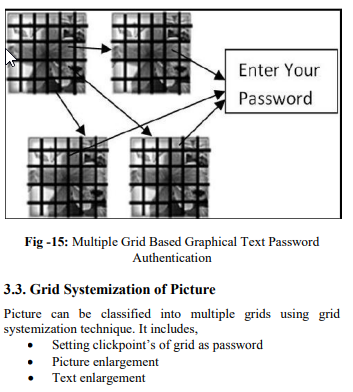 Enter Your
Password
Fig -15: Multiple Grid Based Graphical Text Password
Authentication
3.3. Grid Systemization of Picture
Picture can be classified into multiple grids using grid
systemization technique. It includes,
• Setting clickpoint's of grid as password
• Picture enlargement
• Text enlargement